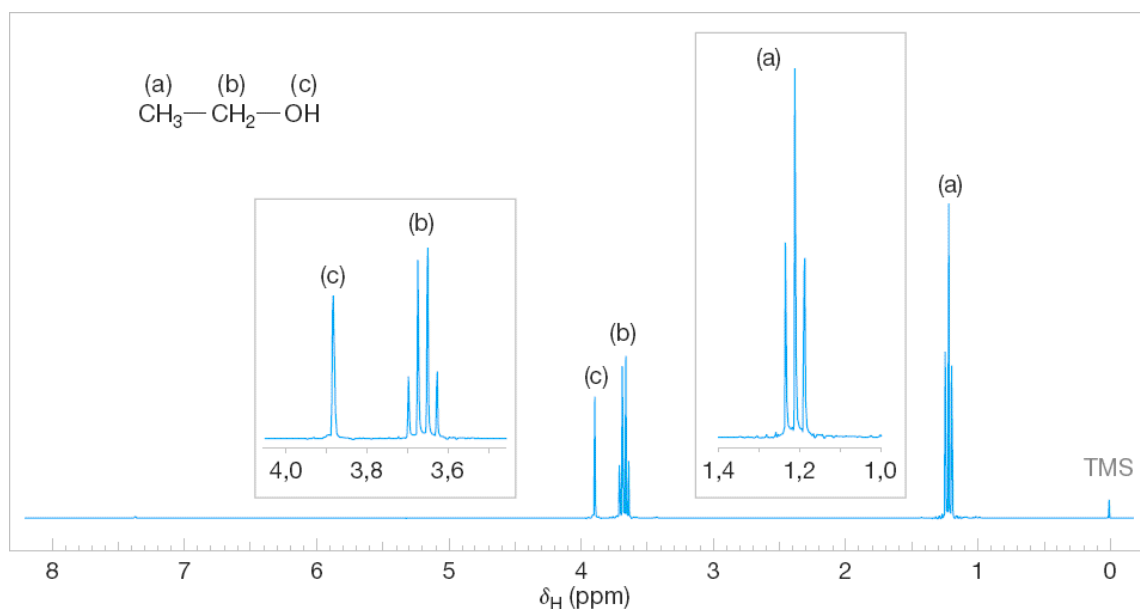 (a) (b) (c)
CH₃—CH₂—OH
(c)
(b)
4,0 3,8 3,6
(a)
1,4 1,2 1,0
(c)
(b)
(a)
TMS
8 7 6 5 4 3 2 1 0
δH (ppm)